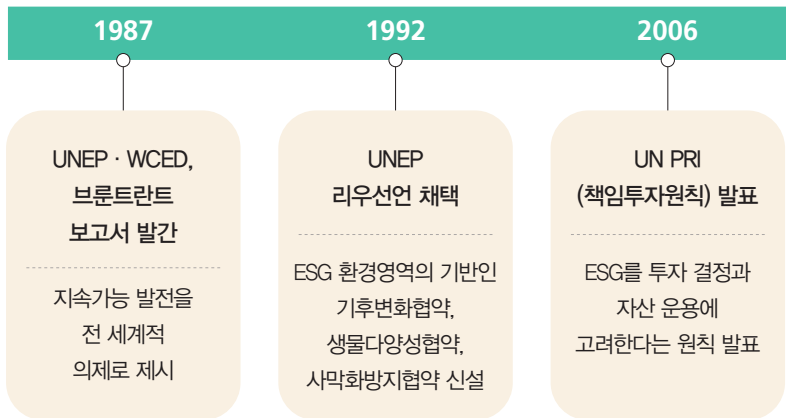 1987
UNEP · WCED,
브룬트란트
보고서 발간
지속가능 발전을
전 세계적
의제로 제시
1992
UNEP
리우선언 채택
ESG 환경영역의 기반인
기후변화협약,
생물다양성협약,
사막화방지협약 신설
2006
UN PRI
(책임투자원칙) 발표
ESG를 투자 결정과
자산 운용에
고려한다는 원칙 발표